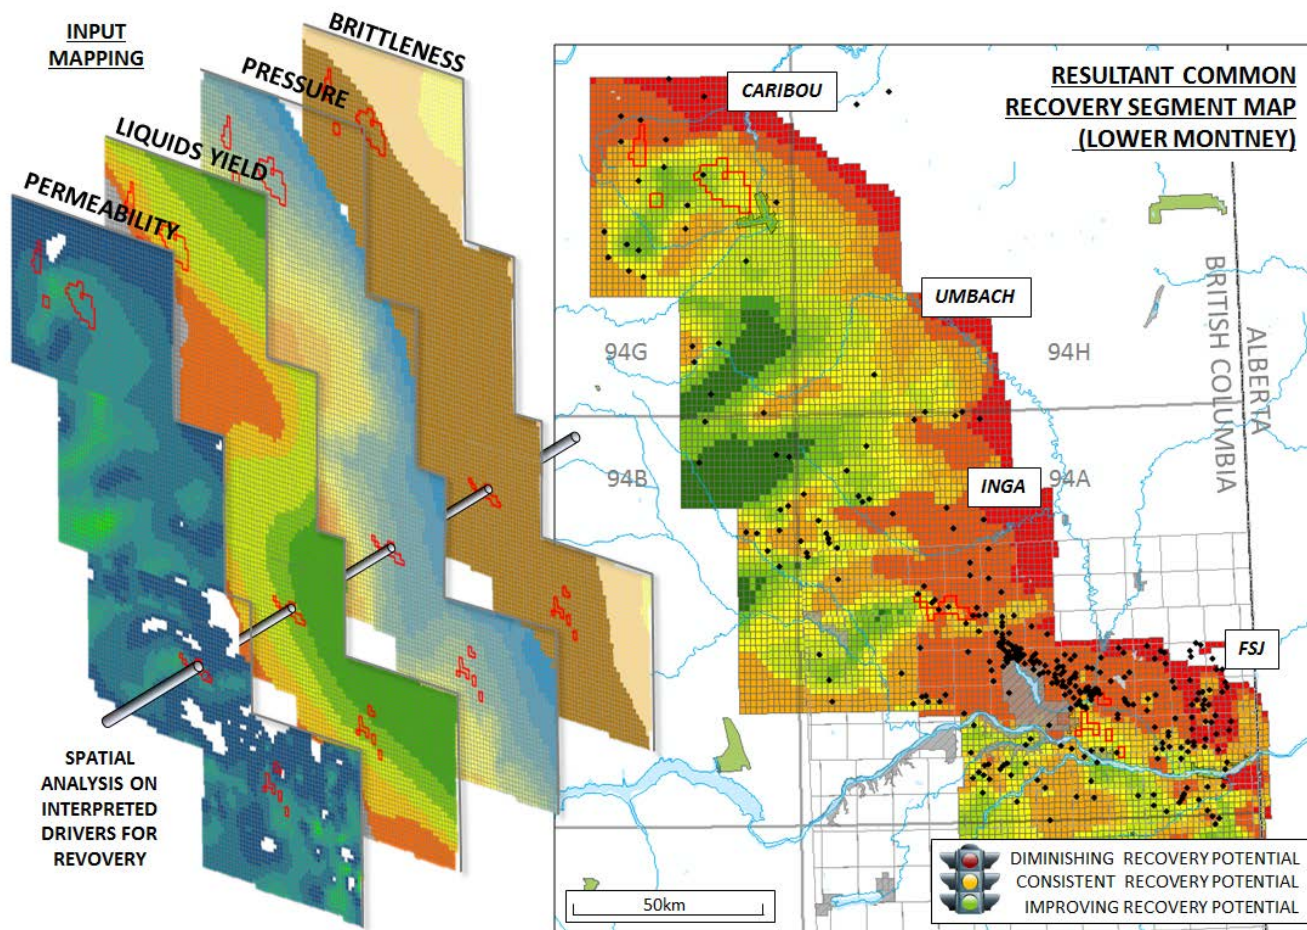 INPUT
MAPPING
BRITTLENESS
PRESSURE
LIQUIDS YIELD
PERMEABILITY
SPATIAL
ANALYSIS ON
INTERPRETED
DRIVERS FOR
REVOVERY
RESULTANT COMMON
RECOVERY SEGMENT MAP
(LOWER MONTNEY)
CARIBOU
UMBACH
94G
94H
ALBERTA
BRITISH COLUMBIA
94B
INGA
94A
FSJ
50km
DIMINISHING RECOVERY POTENTIAL
CONSISTENT RECOVERY POTENTIAL
IMPROVING RECOVERY POTENTIAL